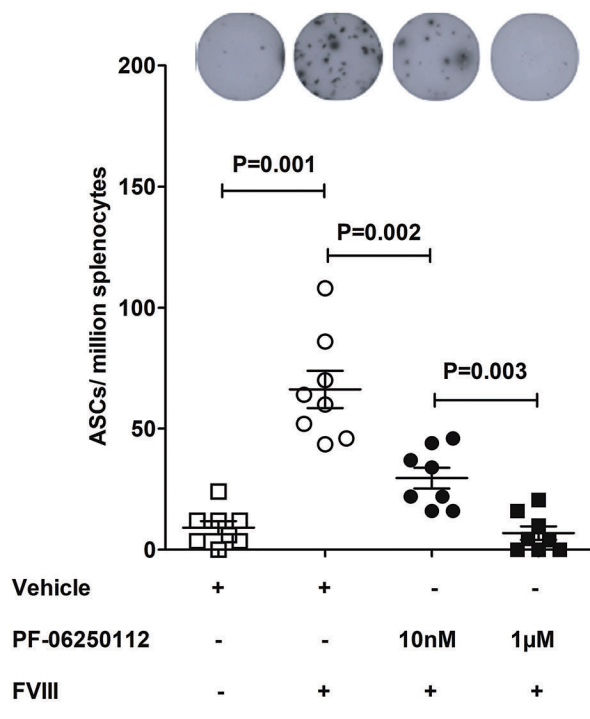 200
P=0.001
150
P=0.002
100
P=0.003
50
0
ASCs/ million splenocytes
Vehicle + + - -
PF-06250112 - - 10nM 1µM
FVIII - + + +